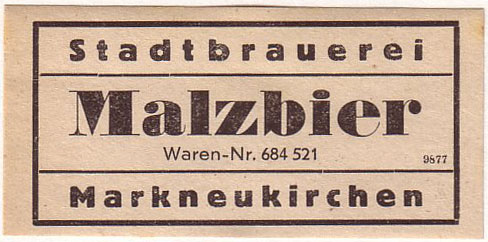 Stadtbrauerei
Malzbier
Waren-Nr. 684 521
9877
Markneukirchen